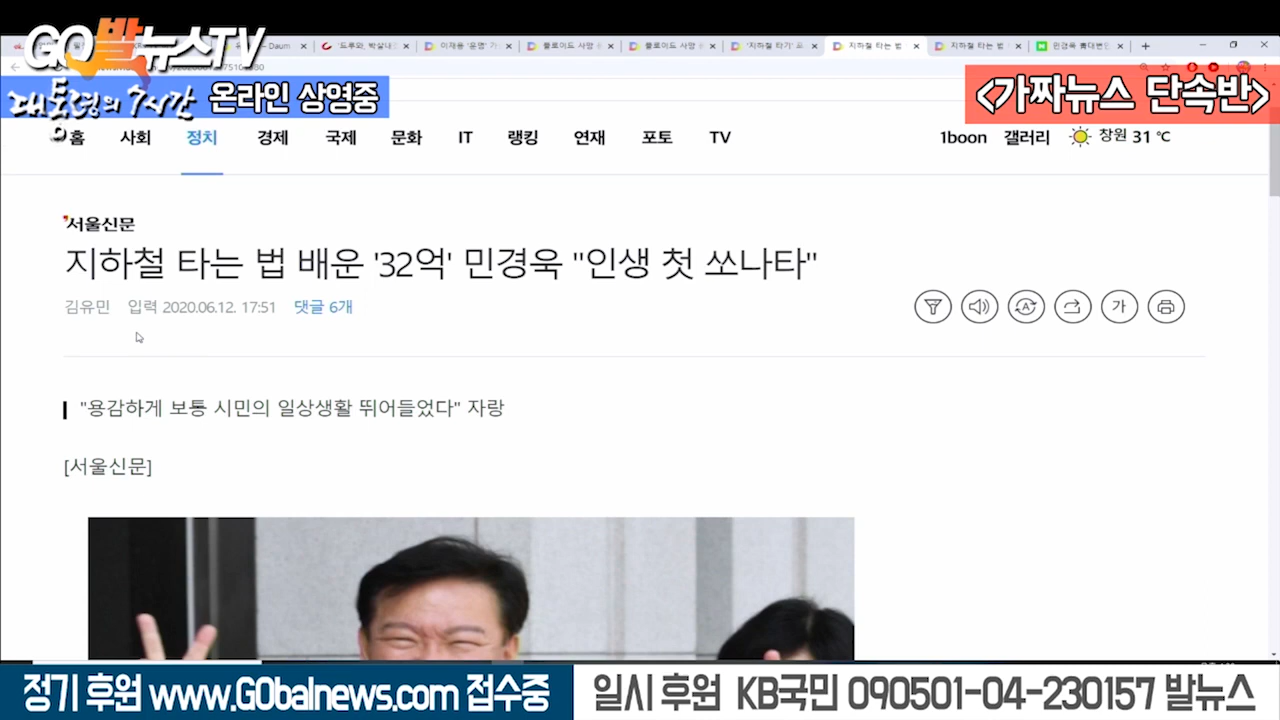 GO발뉴스TV
대통령의 7시간 온라인 상영중
<가짜뉴스 단속반>
홈 사회 정치 경제 국제 문화 IT 랭킹 연재 포토 TV 1boon 갤러리 창원 31 ℃
서울신문
지하철 타는 법 배운 '32억' 민경욱 "인생 첫 쏘나타"
김유민 입력 2020.06.12. 17:51 댓글 6개
가
"용감하게 보통 시민의 일상생활 뛰어들었다" 자랑
[서울신문]
정기 후원 www.GObalnews.com 접수중 일시 후원 KB국민 090501-04-230157 발뉴스